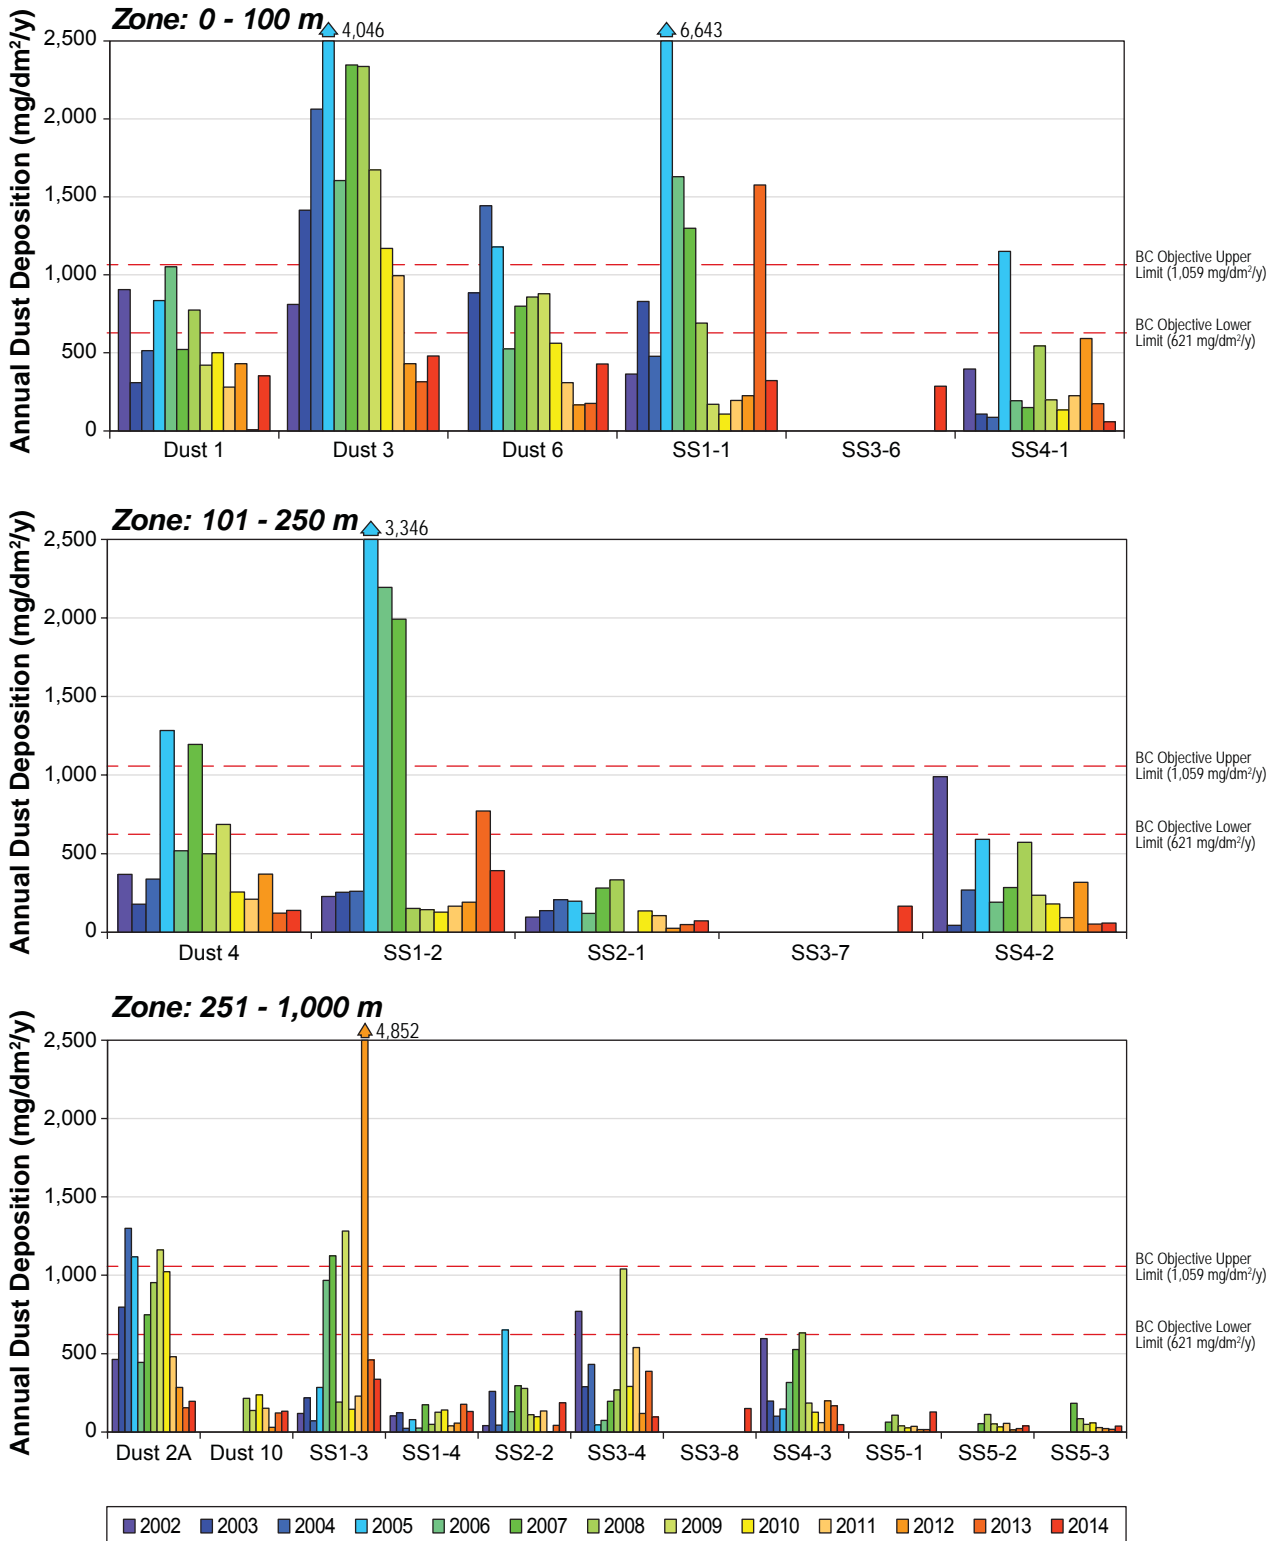 Zone: 0 - 100 m
4,046
6,643
Annual Dust Deposition (mg/dm²/y)
2,500
2,000
1,500
1,000
500
0
BC Objective Upper
Limit (1,059 mg/dm²/y)
BC Objective Lower
Limit (621 mg/dm²/y)
Dust 1 Dust 3 Dust 6 SS1-1 SS3-6 SS4-1
Zone: 101 - 250 m
3,346
Annual Dust Deposition (mg/dm²/y)
2,500
2,000
1,500
1,000
500
0
BC Objective Upper
Limit (1,059 mg/dm²/y)
BC Objective Lower
Limit (621 mg/dm²/y)
Dust 4 SS1-2 SS2-1 SS3-7 SS4-2
Zone: 251 - 1,000 m
4,852
Annual Dust Deposition (mg/dm²/y)
2,500
2,000
1,500
1,000
500
0
BC Objective Upper
Limit (1,059 mg/dm²/y)
BC Objective Lower
Limit (621 mg/dm²/y)
Dust 2A Dust 10 SS1-3 SS1-4 SS2-2 SS3-4 SS3-8 SS4-3 SS5-1 SS5-2 SS5-3
2002 2003 2004 2005 2006 2007 2008 2009 2010 2011 2012 2013 2014